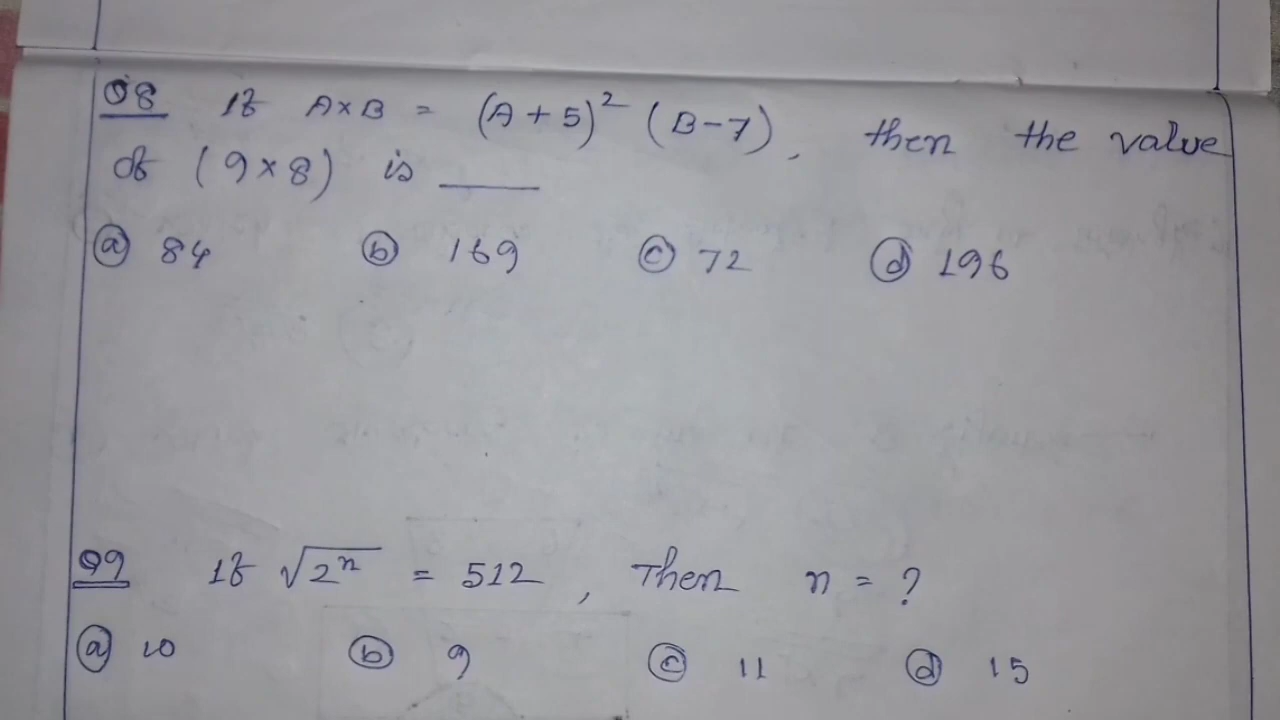 Q8 If A×B = (A+5)² (B-7), then the value
of (9×8) is ____
(a) 84 (b) 169 (c) 72 (d) 196
Q9 If √2ⁿ = 512, Then n = ?
(a) 10 (b) 9 (c) 11 (d) 15